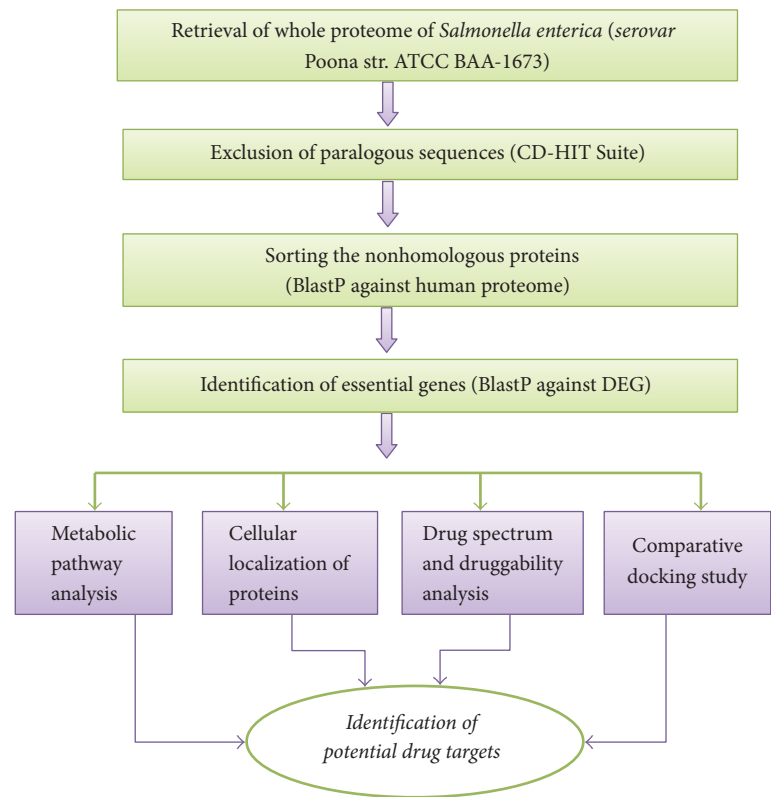 Retrieval of whole proteome of Salmonella enterica (serovar
Poona str. ATCC BAA-1673)
Exclusion of paralogous sequences (CD-HIT Suite)
Sorting the nonhomologous proteins
(BlastP against human proteome)
Identification of essential genes (BlastP against DEG)
Metabolic
pathway
analysis
Cellular
localization of
proteins
Drug spectrum
and druggability
analysis
Comparative
docking study
Identification of
potential drug targets